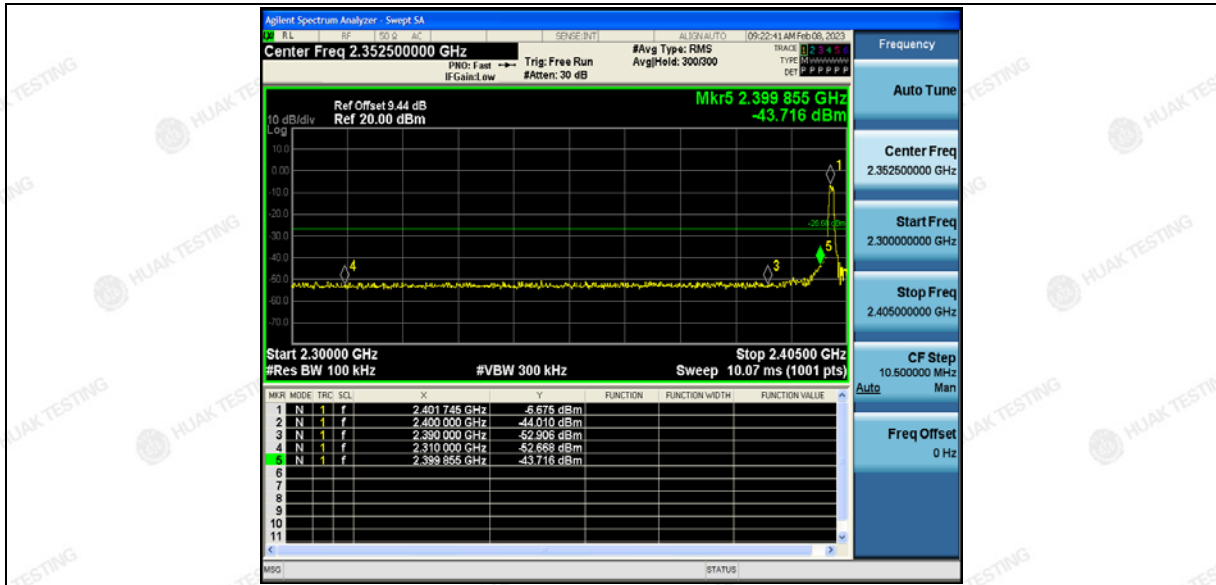 Agilent Spectrum Analyzer - Swept SA
RL RF 50 Ω AC SENSE:INT ALIGNAUTO 09:22:41 AM Feb 08, 2023
Center Freq 2.352500000 GHz
PNO: Fast
IFGain:Low
Trig: Free Run
#Atten: 30 dB
#Avg Type: RMS
Avg|Hold: 300/300
TRACE 1 2 3 4 5 6
TYPE M
DET P P P P P P
Ref Offset 9.44 dB
10 dB/div Ref 20.00 dBm
Log
Mkr5 2.399 855 GHz
-43.716 dBm
10.0
0.00
-10.0
-20.0
-30.0
-40.0
-50.0
-60.0
-70.0
1
5
4
3
Start 2.30000 GHz Stop 2.40500 GHz
#Res BW 100 kHz #VBW 300 kHz Sweep 10.07 ms (1001 pts)
MKR MODE TRC SCL X Y FUNCTION FUNCTION WIDTH FUNCTION VALUE
1 N 1 f 2.401 745 GHz -6.675 dBm
2 N 1 f 2.400 000 GHz -44.010 dBm
3 N 1 f 2.390 000 GHz -52.906 dBm
4 N 1 f 2.310 000 GHz -52.668 dBm
5 N 1 f 2.399 855 GHz -43.716 dBm
6
7
8
9
10
11
MSG STATUS
Frequency
Auto Tune
Center Freq
2.352500000 GHz
Start Freq
2.300000000 GHz
Stop Freq
2.405000000 GHz
CF Step
10.500000 MHz
Auto Man
Freq Offset
0 Hz
HUAK TESTING
HUAK TESTING
HUAK TESTING
HUAK TESTING
HUAK TESTING